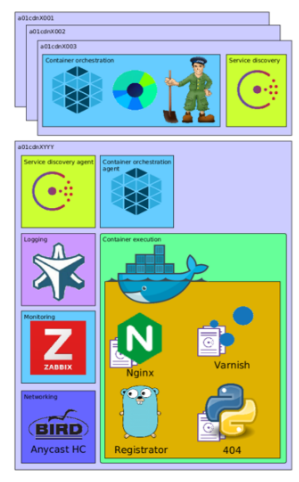 a01cdnX001
a01cdnX002
a01cdnX003
Container orchestration
Service discovery
a01cdnXYYY
Service discovery agent
Container orchestration
agent
Logging
Container execution
Monitoring
Z
ZABBIX
N
Nginx
Varnish
Networking
BIRD
Anycast HC
Registrator
404